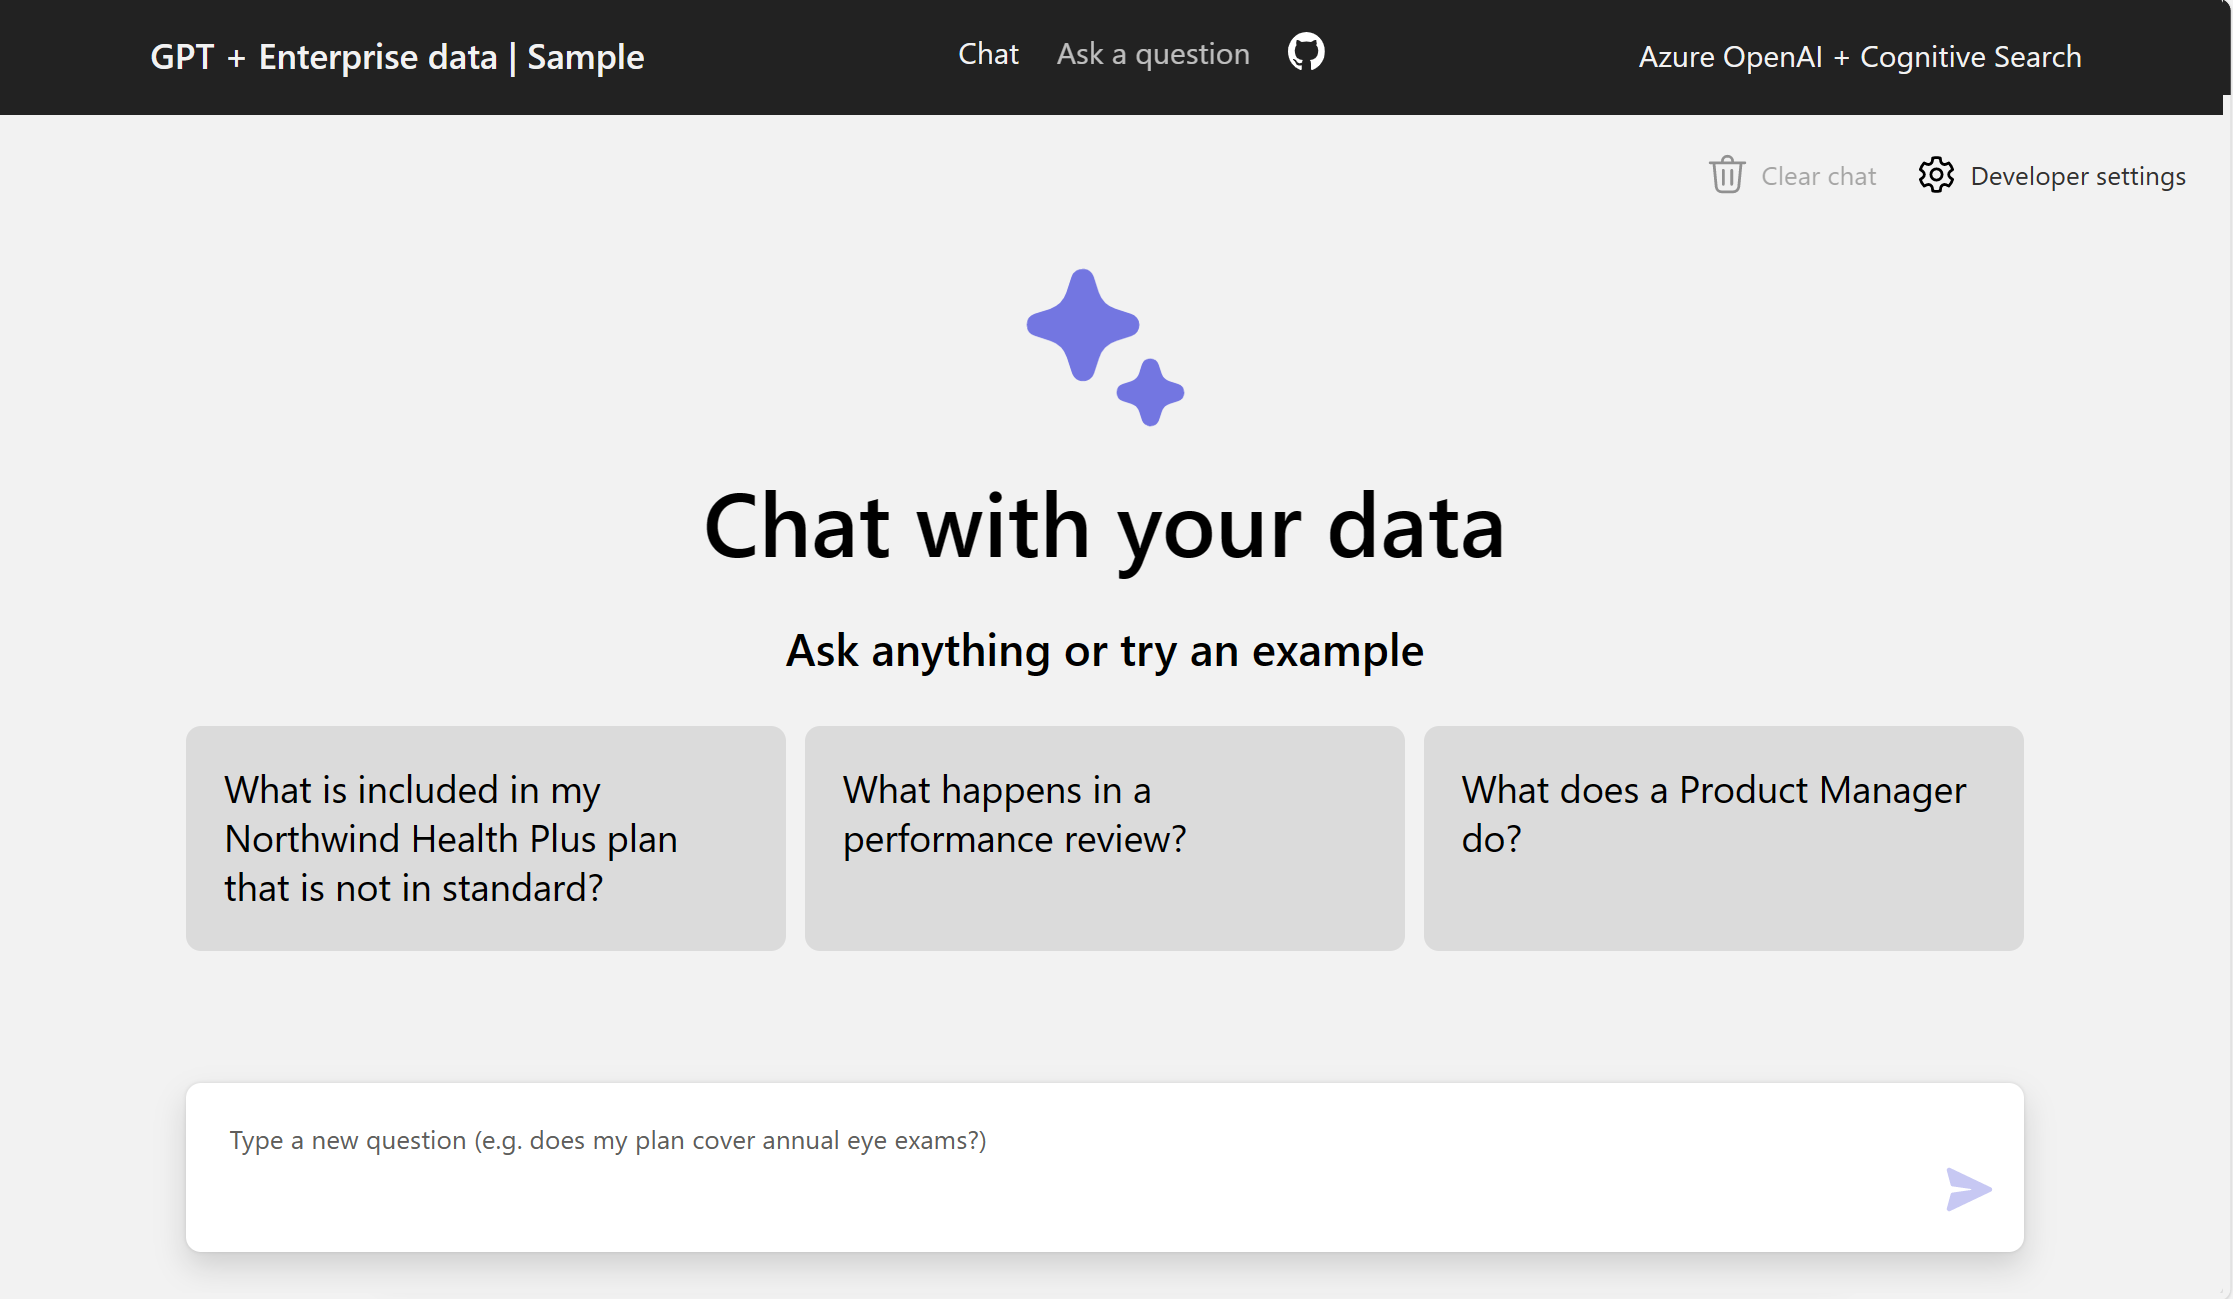 GPT + Enterprise data | Sample
Chat
Ask a question
Azure OpenAI + Cognitive Search
Clear chat
Developer settings
Chat with your data
Ask anything or try an example
What is included in my
Northwind Health Plus plan
that is not in standard?
What happens in a
performance review?
What does a Product Manager
do?
Type a new question (e.g. does my plan cover annual eye exams?)